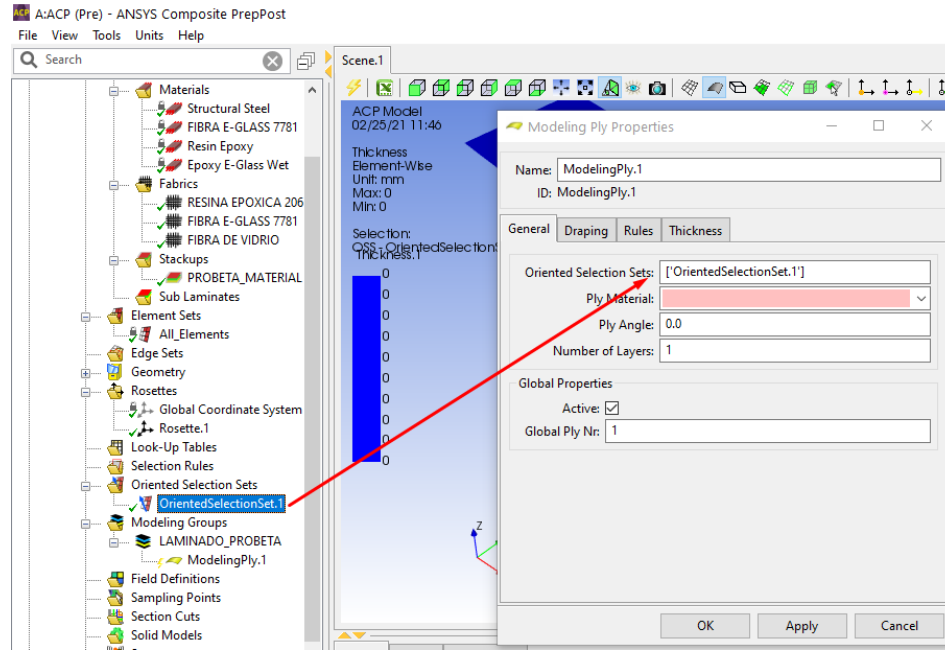 A:ACP (Pre) - ANSYS Composite PrepPost
File View Tools Units Help
Search
Materials
Structural Steel
FIBRA E-GLASS 7781
Resin Epoxy
Epoxy E-Glass Wet
Fabrics
RESINA EPOXICA 206
FIBRA E-GLASS 7781
FIBRA DE VIDRIO
Stackups
PROBETA_MATERIAL
Sub Laminates
Element Sets
All_Elements
Edge Sets
Geometry
Rosettes
Global Coordinate System
Rosette.1
Look-Up Tables
Selection Rules
Oriented Selection Sets
OrientedSelectionSet.1
Modeling Groups
LAMINADO_PROBETA
ModelingPly.1
Field Definitions
Sampling Points
Section Cuts
Solid Models
Scene.1
ACP Model
02/25/21 11:46
Thickness
Element-Wise
Unit: mm
Max: 0
Min: 0
Selection:
OSS - OrientedSelectionS
Thickness.1
0
0
0
0
0
0
0
0
0
0
Z
Modeling Ply Properties
Name: ModelingPly.1
ID: ModelingPly.1
General Draping Rules Thickness
Oriented Selection Sets: ['OrientedSelectionSet.1']
Ply Material:
Ply Angle: 0.0
Number of Layers: 1
Global Properties
Active:
Global Ply Nr: 1
OK Apply Cancel